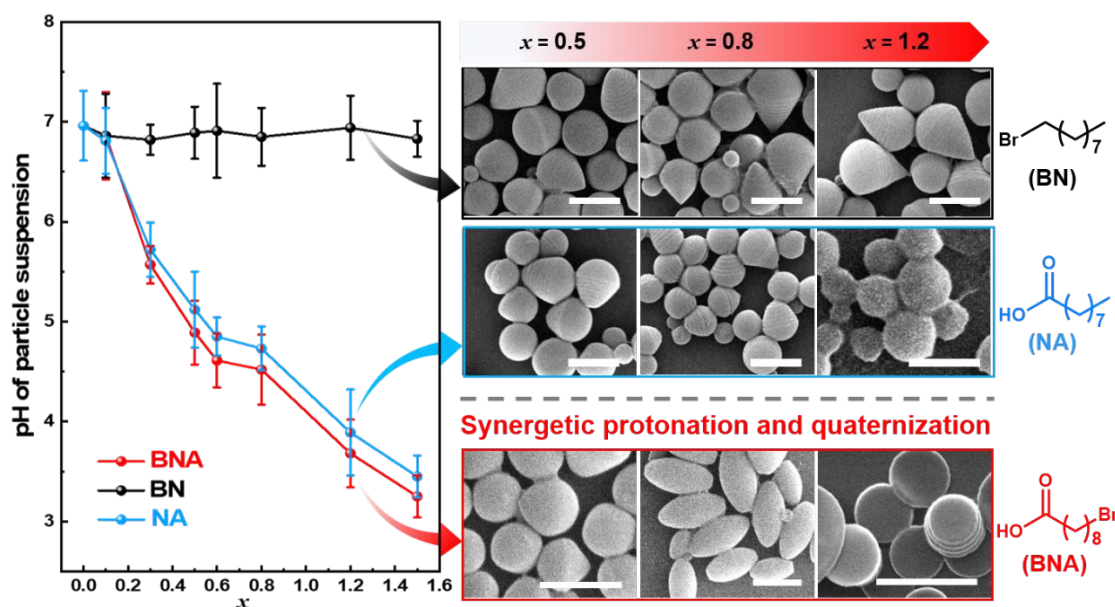 8
7
6
5
4
3
pH of particle suspension
0.0 0.2 0.4 0.6 0.8 1.0 1.2 1.4 1.6
x
BNA
BN
NA
x = 0.5 x = 0.8 x = 1.2
Br
7
(BN)
O
HO
7
(NA)
Synergetic protonation and quaternization
O
HO
Br
8
(BNA)